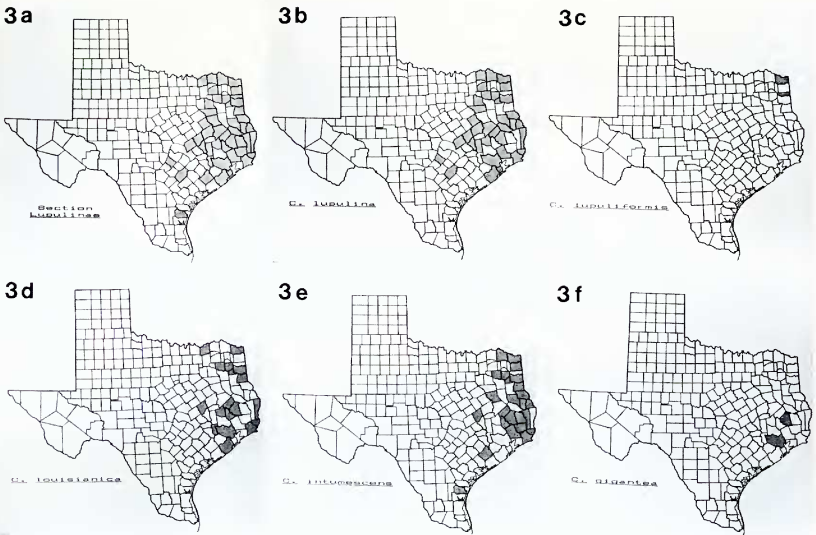 3a
3b
3c
Section
Lupulinae
C. lupulina
C. lupuliformis
3d
3e
3f
C. louisianica
C. intumescens
C. gigantea